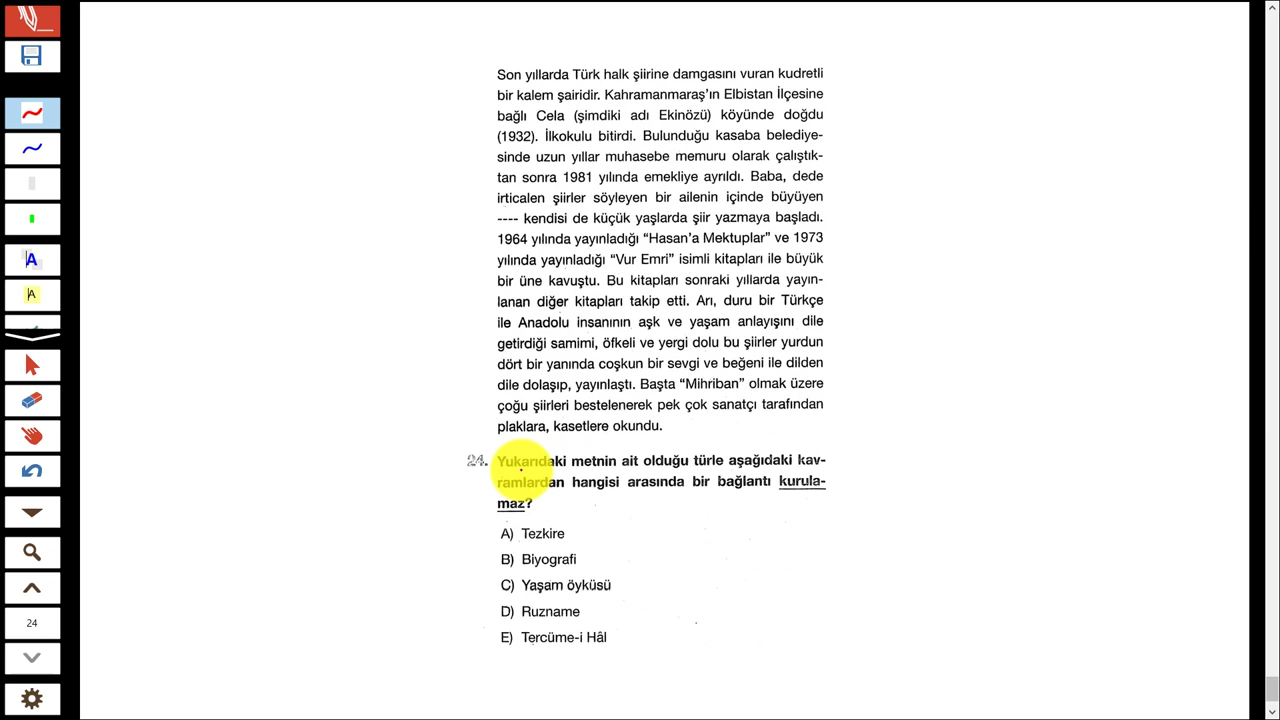 Son yıllarda Türk halk şiirine damgasını vuran kudretli
bir kalem şairidir. Kahramanmaraş'ın Elbistan İlçesine
bağlı Cela (şimdiki adı Ekinözü) köyünde doğdu
(1932). İlkokulu bitirdi. Bulunduğu kasaba belediye-
sinde uzun yıllar muhasebe memuru olarak çalıştık-
tan sonra 1981 yılında emekliye ayrıldı. Baba, dede
irticalen şiirler söyleyen bir ailenin içinde büyüyen
---- kendisi de küçük yaşlarda şiir yazmaya başladı.
1964 yılında yayınladığı “Hasan'a Mektuplar” ve 1973
yılında yayınladığı “Vur Emri” isimli kitapları ile büyük
bir üne kavuştu. Bu kitapları sonraki yıllarda yayın-
lanan diğer kitapları takip etti. Arı, duru bir Türkçe
ile Anadolu insanının aşk ve yaşam anlayışını dile
getirdiği samimi, öfkeli ve yergi dolu bu şiirler yurdun
dört bir yanında coşkun bir sevgi ve beğeni ile dilden
dile dolaşıp, yayınlaştı. Başta “Mihriban” olmak üzere
çoğu şiirleri bestelenerek pek çok sanatçı tarafından
plaklara, kasetlere okundu.
24. Yukarıdaki metnin ait olduğu türle aşağıdaki kav-
ramlardan hangisi arasında bir bağlantı kurula-
maz?
A) Tezkire
B) Biyografi
C) Yaşam öyküsü
D) Ruzname
E) Tercüme-i Hâl
A
A
24